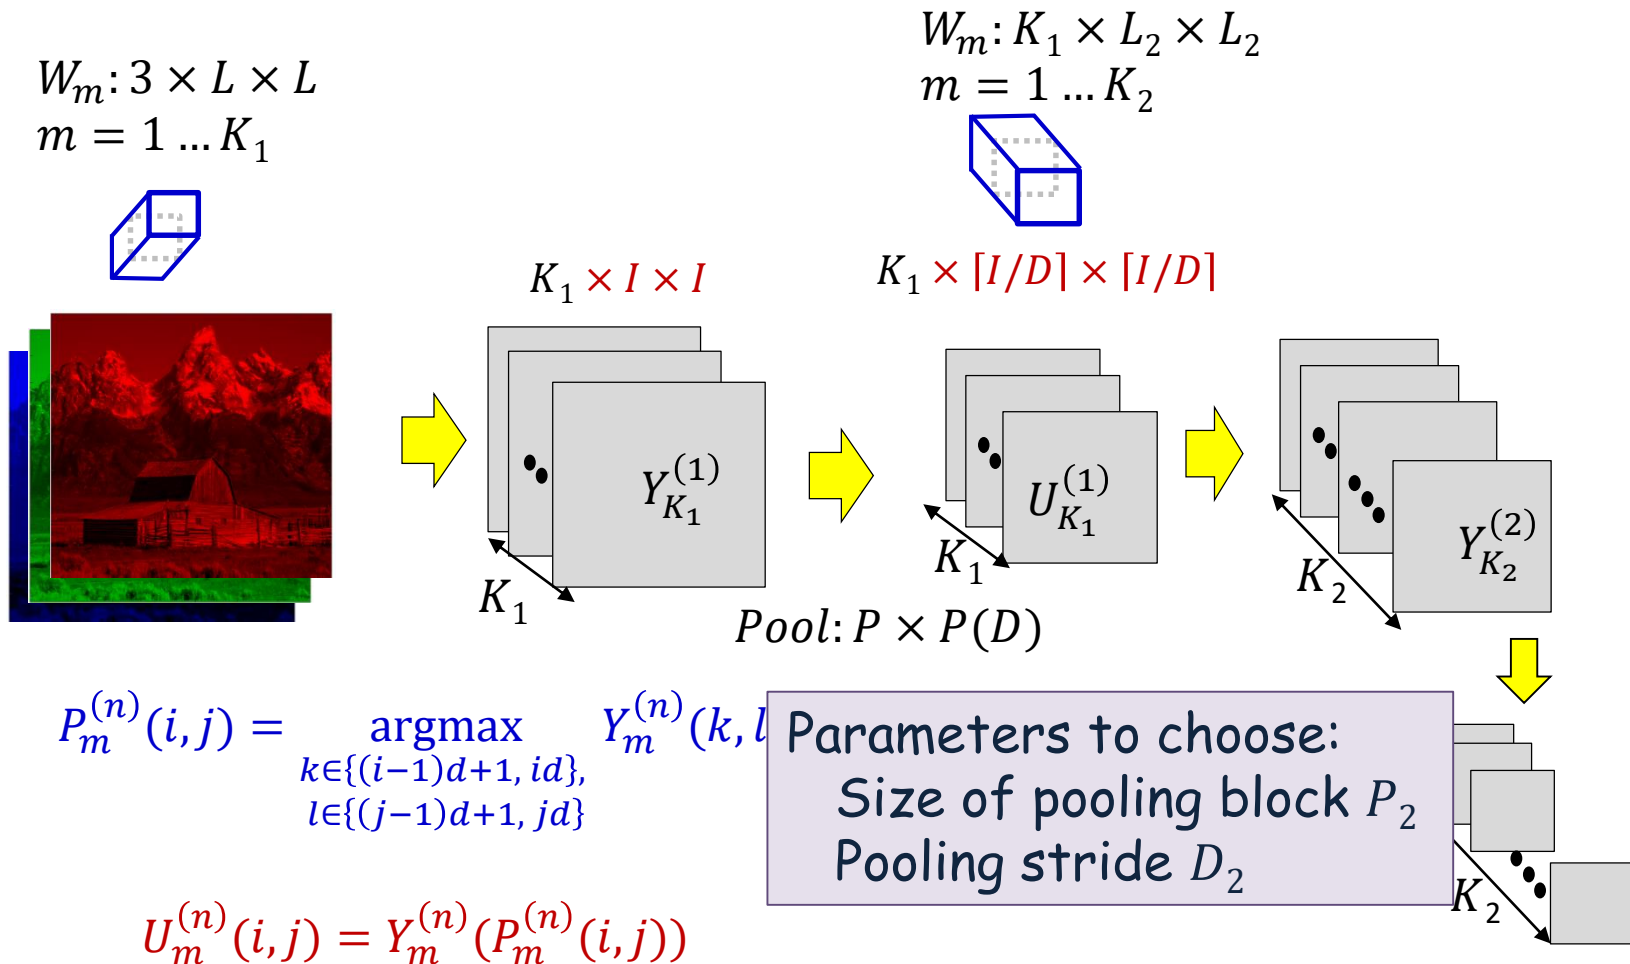 W_m: 3 × L × L
m = 1 … K_1
W_m: K_1 × L_2 × L_2
m = 1 … K_2
K_1 × I × I
K_1 × ⌈I/D⌉ × ⌈I/D⌉
Y_{K_1}^{(1)}
U_{K_1}^{(1)}
Y_{K_2}^{(2)}
K_1
K_1
K_2
Pool: P × P(D)
P_m^{(n)}(i, j) = argmax Y_m^{(n)}(k, l
k∈{(i−1)d+1, id},
l∈{(j−1)d+1, jd}
Parameters to choose:
Size of pooling block P_2
Pooling stride D_2
K_2
U_m^{(n)}(i, j) = Y_m^{(n)}(P_m^{(n)}(i, j))